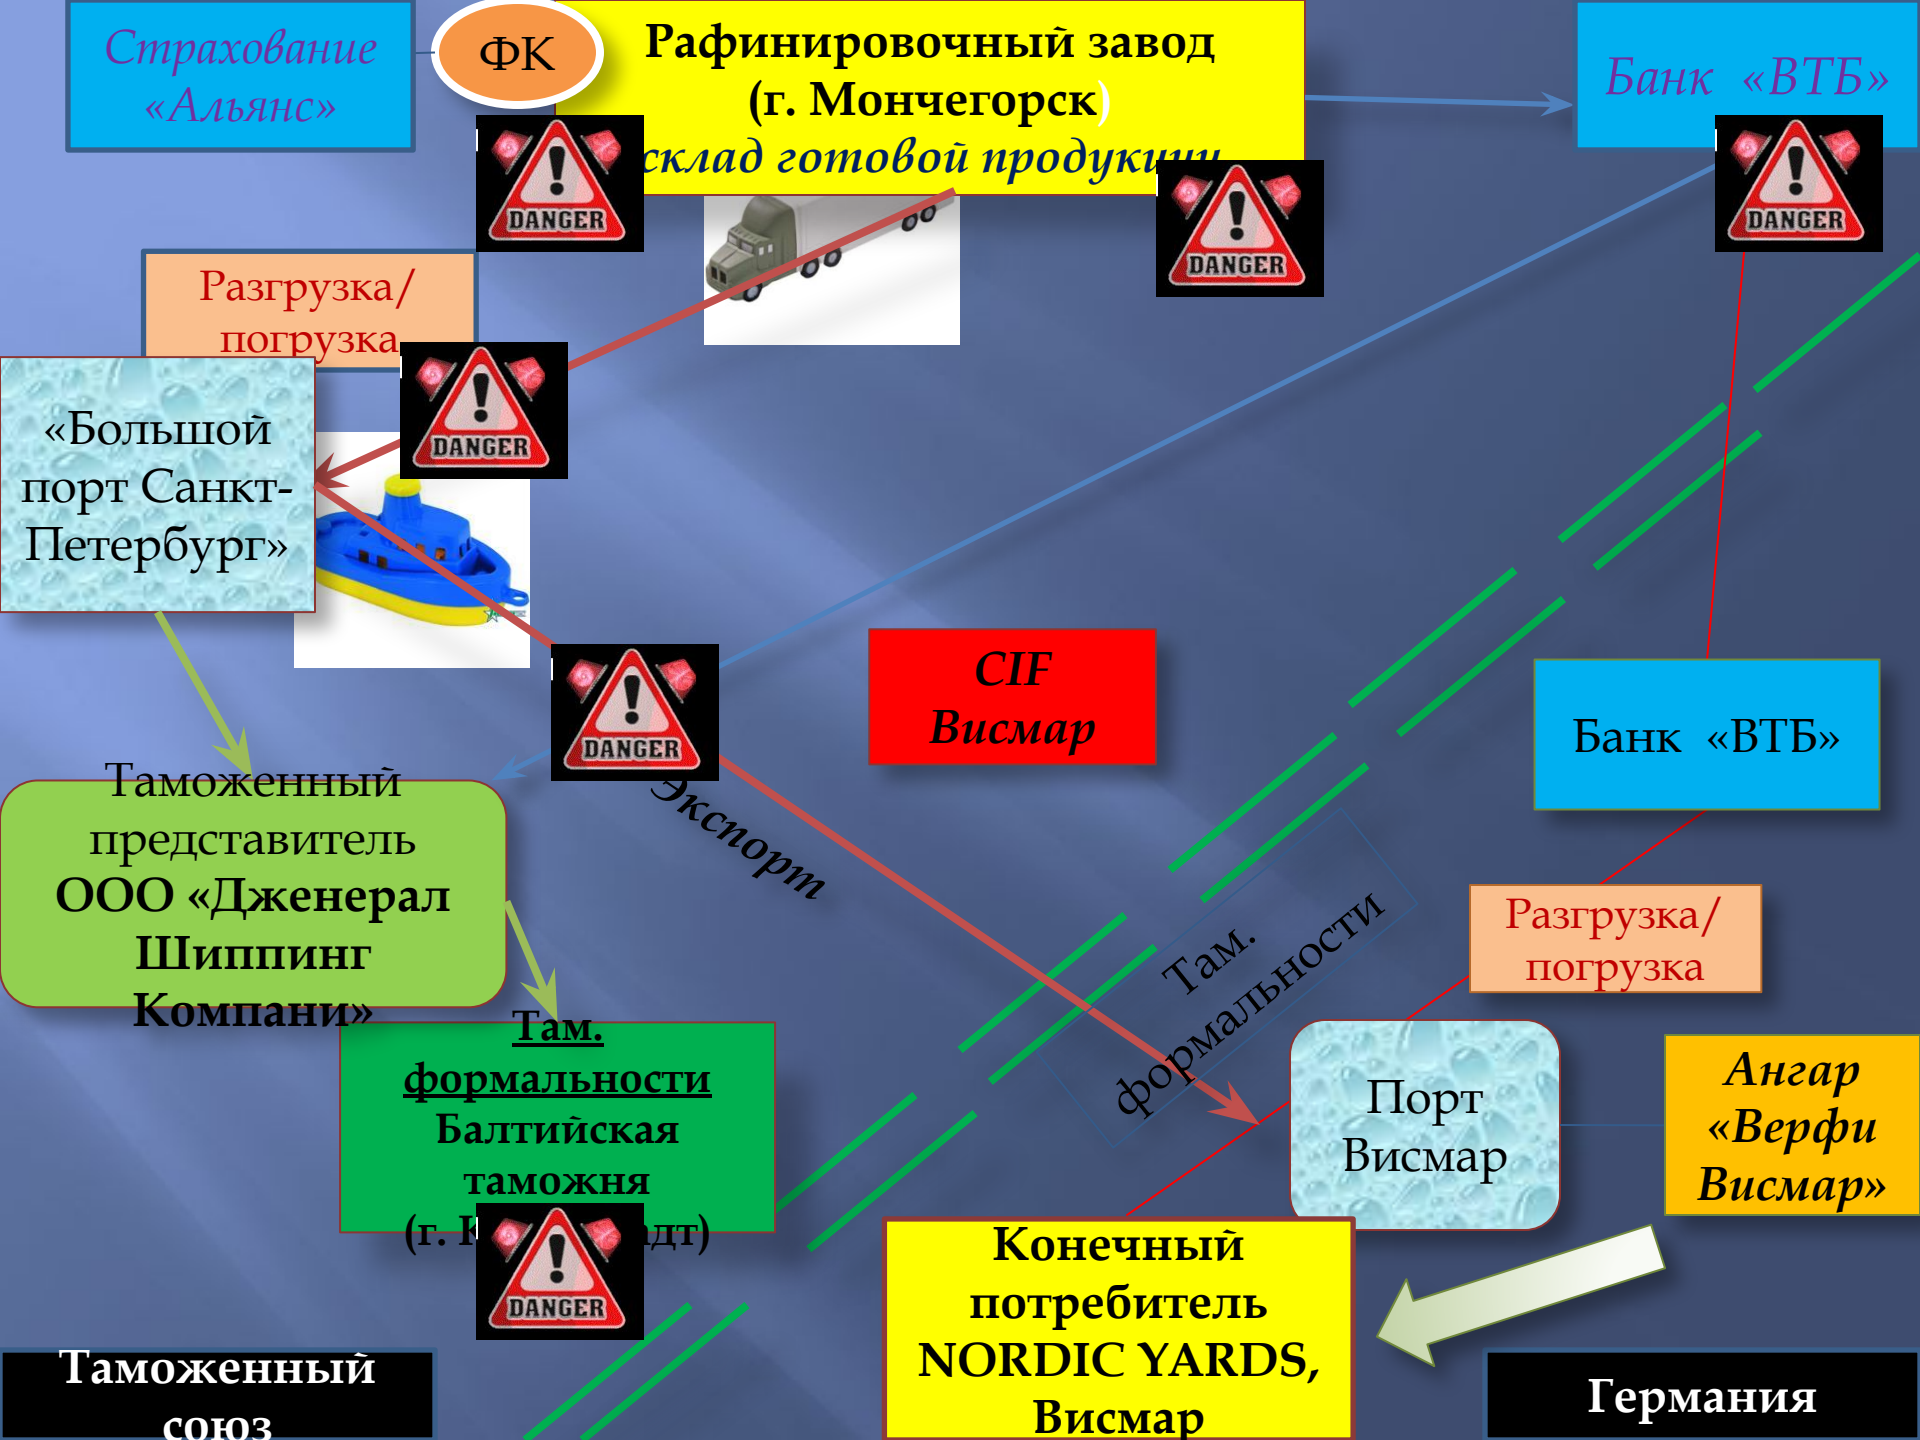 Страхование
«Альянс»
ФК
Рафинировочный завод
(г. Мончегорск)
склад готовой продукции
Банк «ВТБ»
DANGER
DANGER
DANGER
Разгрузка/
погрузка
DANGER
«Большой
порт Санкт-
Петербург»
DANGER
CIF
Висмар
Банк «ВТБ»
Экспорт
Таможенный
представитель
ООО «Дженерал
Шиппинг
Компани»
Там.
формальности
Разгрузка/
погрузка
Там.
формальности
Балтийская
таможня
(г. К
адт)
DANGER
Порт
Висмар
Ангар
«Верфи
Висмар»
Конечный
потребитель
NORDIC YARDS,
Висмар
Таможенный
союз
Германия